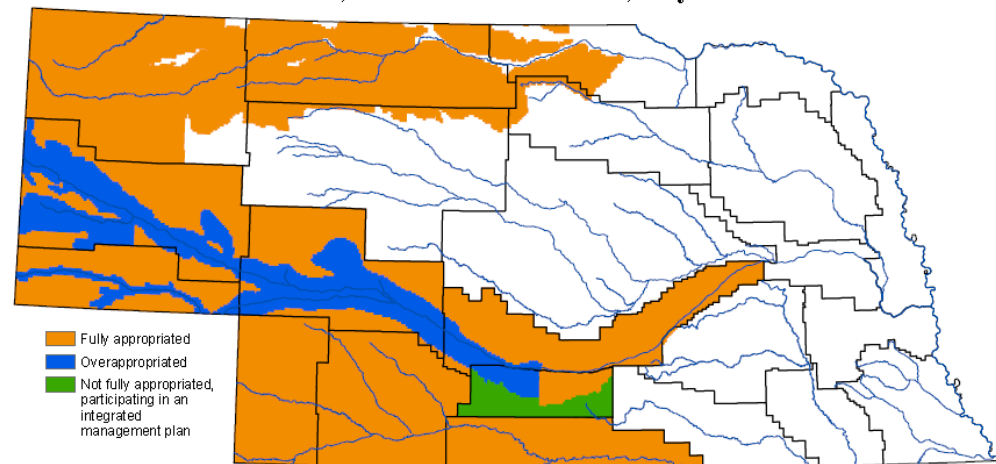 Fully appropriated
Overappropriated
Not fully appropriated,
participating in an
integrated
management plan